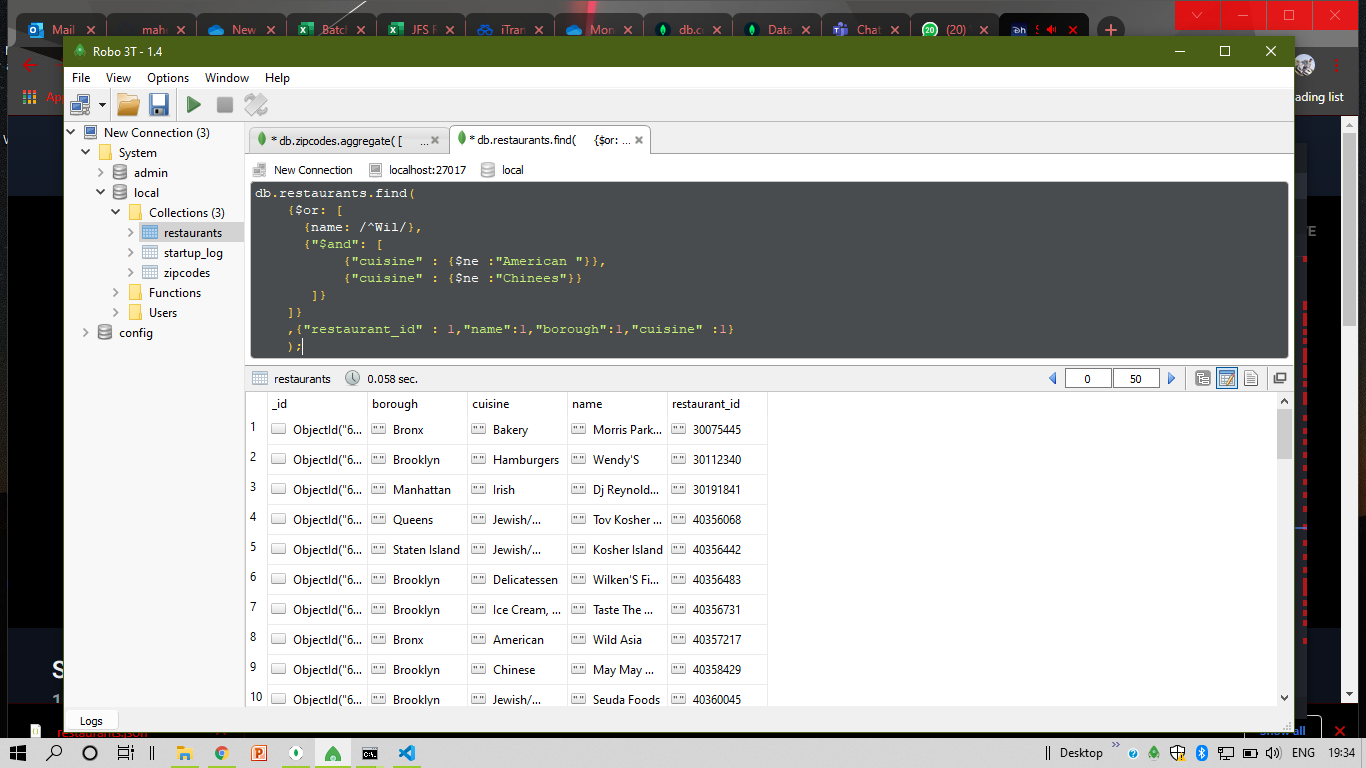 Mail
mah
New
Batch
JFS F
iTran
Mon
db.c
Data
Chat
20
(20)
Robo 3T - 1.4
File View Options Window Help
ading list
New Connection (3)
System
admin
local
Collections (3)
restaurants
startup_log
zipcodes
Functions
Users
config
* db.zipcodes.aggregate( [ ...
* db.restaurants.find( {$or: ...
New Connection localhost:27017 local
db.restaurants.find(
{$or: [
{name: /^Wil/},
{"$and": [
{"cuisine" : {$ne :"American "}},
{"cuisine" : {$ne :"Chinees"}}
]}
]}
,{"restaurant_id" : 1,"name":1,"borough":1,"cuisine" :1}
);
restaurants 0.058 sec. 0 50
_id borough cuisine name restaurant_id
1 ObjectId("6... "" Bronx "" Bakery "" Morris Park... "" 30075445
2 ObjectId("6... "" Brooklyn "" Hamburgers "" Wendy'S "" 30112340
3 ObjectId("6... "" Manhattan "" Irish "" Dj Reynold... "" 30191841
4 ObjectId("6... "" Queens "" Jewish/... "" Tov Kosher ... "" 40356068
5 ObjectId("6... "" Staten Island "" Jewish/... "" Kosher Island "" 40356442
6 ObjectId("6... "" Brooklyn "" Delicatessen "" Wilken'S Fi... "" 40356483
7 ObjectId("6... "" Brooklyn "" Ice Cream, ... "" Taste The ... "" 40356731
8 ObjectId("6... "" Bronx "" American "" Wild Asia "" 40357217
9 ObjectId("6... "" Brooklyn "" Chinese "" May May ... "" 40358429
10 ObjectId("6... "" Brooklyn "" Jewish/... "" Seuda Foods "" 40360045
Logs
restaurants.json
Show all
Desktop ENG 19:34